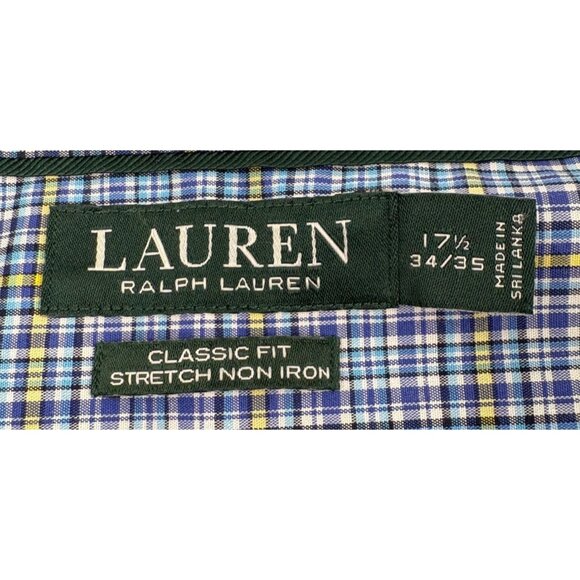 LAUREN
RALPH LAUREN
17½
34/35
MADE IN
SRI LANKA
CLASSIC FIT
STRETCH NON IRON